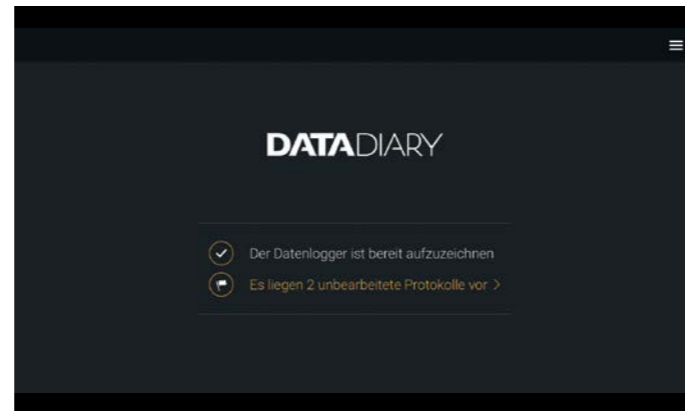 DATADIARY
Der Datenlogger ist bereit aufzuzeichnen
Es liegen 2 unbearbeitete Protokolle vor >